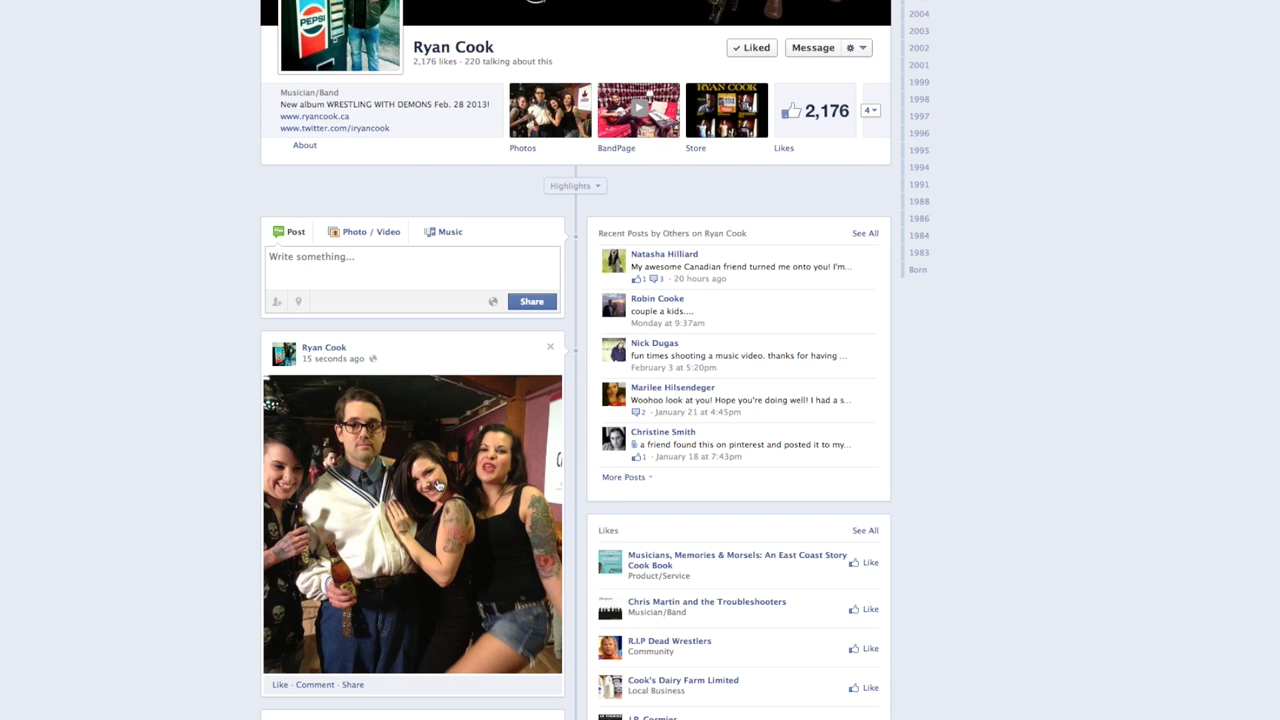 PEPSI
Ryan Cook
2,176 likes · 220 talking about this
✓ Liked
Message
Musician/Band
New album WRESTLING WITH DEMONS Feb. 28 2013!
www.ryancook.ca
www.twitter.com/iryancook
About
RYAN COOK
Photos
BandPage
Store
2,176
Likes
4
Highlights
Post
Photo / Video
Music
Write something...
Share
Ryan Cook
15 seconds ago
Like · Comment · Share
Recent Posts by Others on Ryan Cook
See All
Natasha Hilliard
My awesome Canadian friend turned me onto you! I'm...
1 3 · 20 hours ago
Robin Cooke
couple a kids....
Monday at 9:37am
Nick Dugas
fun times shooting a music video. thanks for having ...
February 3 at 5:20pm
Marilee Hilsendeger
Woohoo look at you! Hope you're doing well! I had a s...
2 · January 21 at 4:45pm
Christine Smith
a friend found this on pinterest and posted it to my...
1 · January 18 at 7:43pm
More Posts
Likes
See All
Musicians, Memories & Morsels: An East Coast Story
Cook Book
Product/Service
Like
Chris Martin and the Troubleshooters
Musician/Band
Like
R.I.P Dead Wrestlers
Community
Like
Cook's Dairy Farm Limited
Local Business
Like
J.P. Cormier
2004
2003
2002
2001
1999
1998
1997
1996
1995
1994
1991
1988
1986
1984
1983
Born